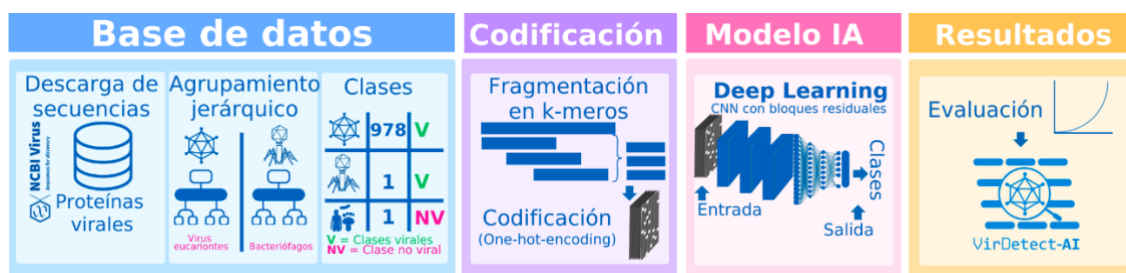 Base de datos
Descarga de
secuencias
NCBI Virus
Proteínas
virales
Agrupamiento
jerárquico
Virus
eucariontes
Bacteriófagos
Clases
978 V
1 V
1 NV
V = Clases virales
NV = Clase no viral
Codificación
Fragmentación
en k-meros
Codificación
(One-hot-encoding)
Modelo IA
Deep Learning
CNN con bloques residuales
Entrada
Clases
Salida
Resultados
Evaluación
VirDetect-AI